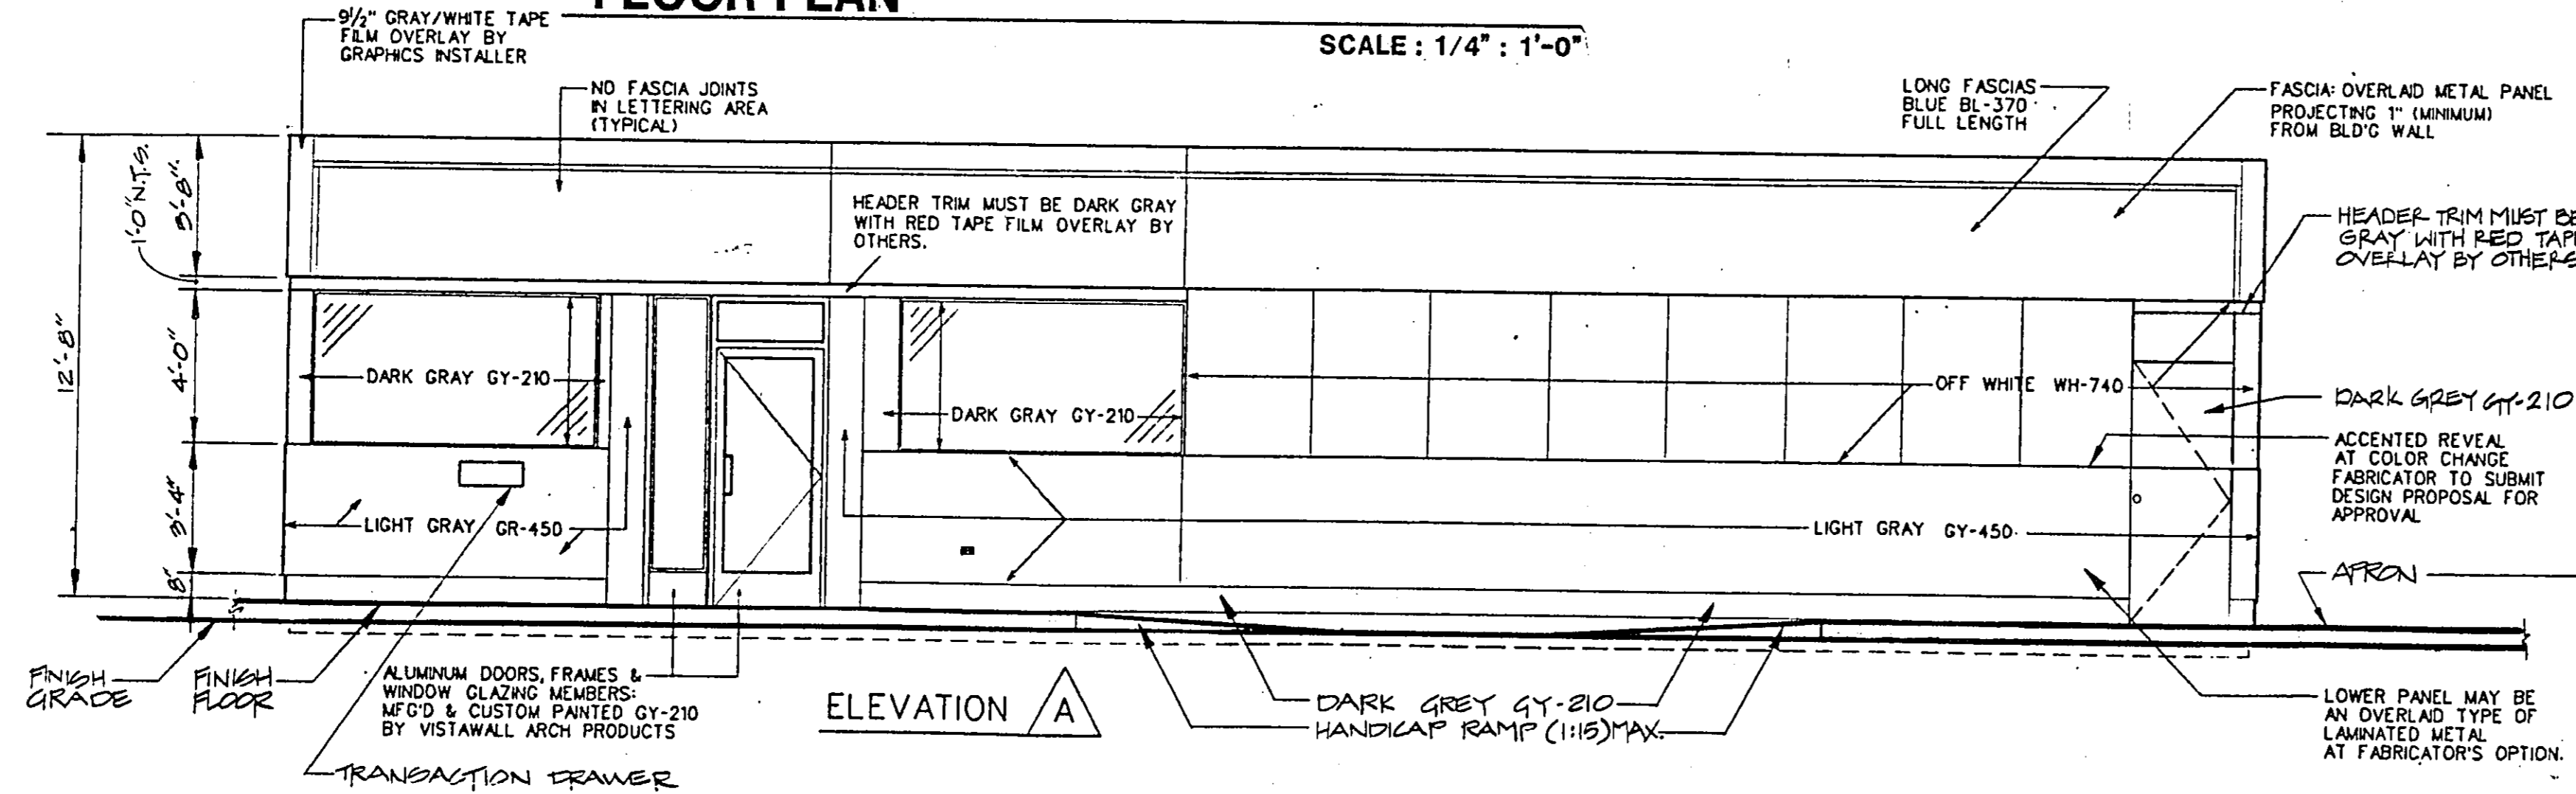 FLOOR PLAN
SCALE : 1/4" : 1'-0"
9½" GRAY/WHITE TAPE
FILM OVERLAY BY
GRAPHICS INSTALLER
NO FASCIA JOINTS
IN LETTERING AREA
(TYPICAL)
LONG FASCIAS
BLUE BL-370
FULL LENGTH
FASCIA: OVERLAID METAL PANEL
PROJECTING 1" (MINIMUM)
FROM BLD'G WALL
HEADER TRIM MUST BE DARK GRAY
WITH RED TAPE FILM OVERLAY BY
OTHERS.
HEADER TRIM MUST BE
GRAY WITH RED TAPE
OVERLAY BY OTHERS
12'-8"
1'-0" N.T.S.
3'-8"
4'-0"
3'-4"
8"
DARK GRAY GY-210
DARK GRAY GY-210
OFF WHITE WH-740
DARK GREY GY-210
ACCENTED REVEAL
AT COLOR CHANGE
FABRICATOR TO SUBMIT
DESIGN PROPOSAL FOR
APPROVAL
LIGHT GRAY GR-450
LIGHT GRAY GY-450
APRON
FINISH
GRADE
FINISH
FLOOR
ALUMINUM DOORS, FRAMES &
WINDOW GLAZING MEMBERS:
MFG'D & CUSTOM PAINTED GY-210
BY VISTAWALL ARCH PRODUCTS
TRANSACTION DRAWER
ELEVATION A
DARK GREY GY-210
HANDICAP RAMP (1:15) MAX.
LOWER PANEL MAY BE
AN OVERLAID TYPE OF
LAMINATED METAL
AT FABRICATOR'S OPTION.